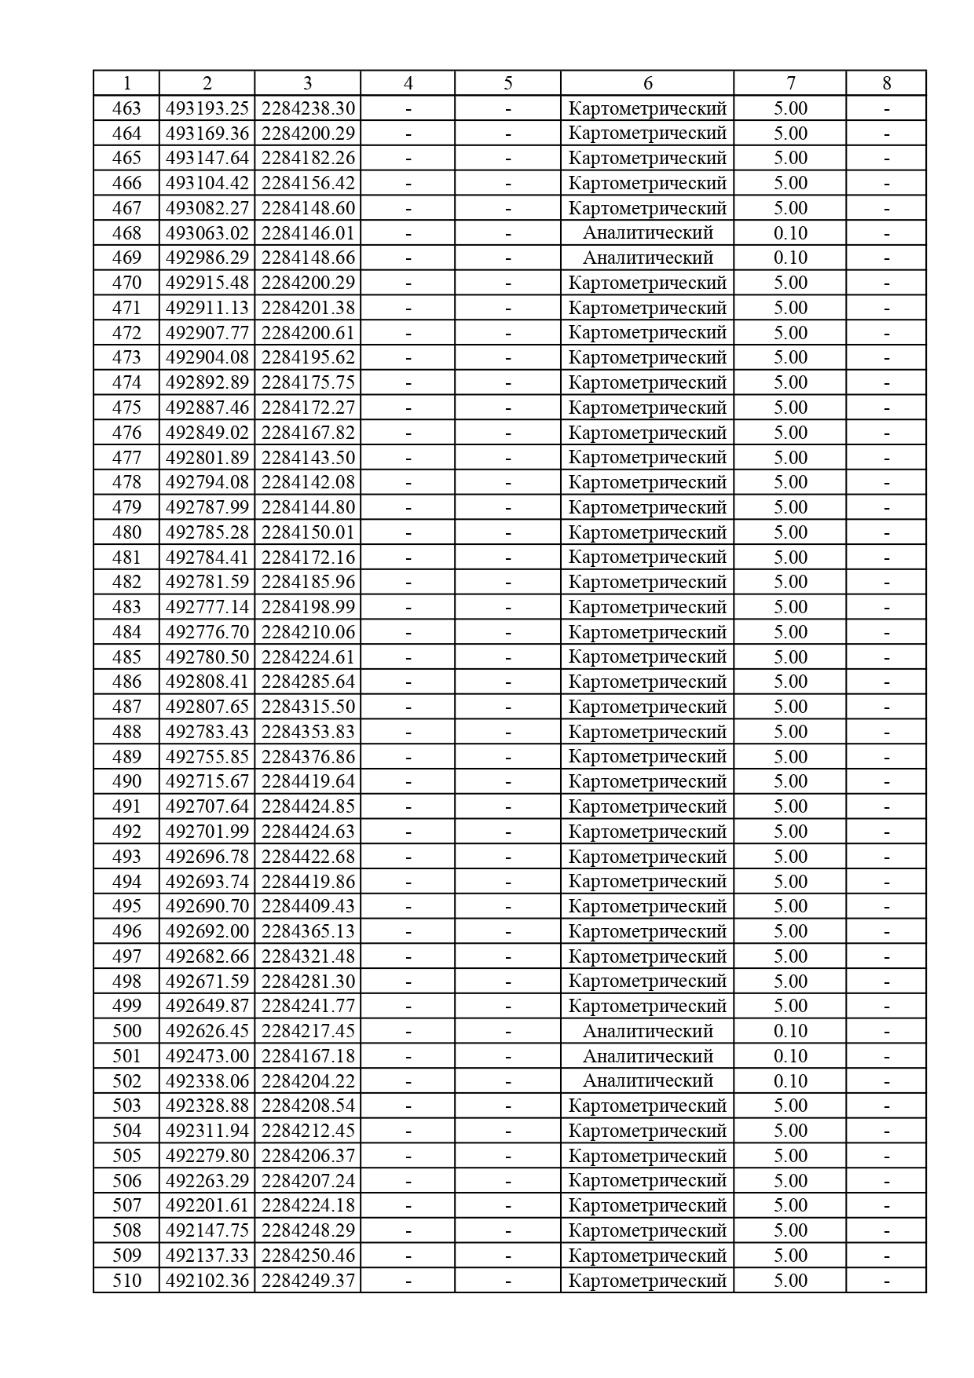 1 2 3 4 5 6 7 8
463 493193.25 2284238.30 - - Картометрический 5.00 -
464 493169.36 2284200.29 - - Картометрический 5.00 -
465 493147.64 2284182.26 - - Картометрический 5.00 -
466 493104.42 2284156.42 - - Картометрический 5.00 -
467 493082.27 2284148.60 - - Картометрический 5.00 -
468 493063.02 2284146.01 - - Аналитический 0.10 -
469 492986.29 2284148.66 - - Аналитический 0.10 -
470 492915.48 2284200.29 - - Картометрический 5.00 -
471 492911.13 2284201.38 - - Картометрический 5.00 -
472 492907.77 2284200.61 - - Картометрический 5.00 -
473 492904.08 2284195.62 - - Картометрический 5.00 -
474 492892.89 2284175.75 - - Картометрический 5.00 -
475 492887.46 2284172.27 - - Картометрический 5.00 -
476 492849.02 2284167.82 - - Картометрический 5.00 -
477 492801.89 2284143.50 - - Картометрический 5.00 -
478 492794.08 2284142.08 - - Картометрический 5.00 -
479 492787.99 2284144.80 - - Картометрический 5.00 -
480 492785.28 2284150.01 - - Картометрический 5.00 -
481 492784.41 2284172.16 - - Картометрический 5.00 -
482 492781.59 2284185.96 - - Картометрический 5.00 -
483 492777.14 2284198.99 - - Картометрический 5.00 -
484 492776.70 2284210.06 - - Картометрический 5.00 -
485 492780.50 2284224.61 - - Картометрический 5.00 -
486 492808.41 2284285.64 - - Картометрический 5.00 -
487 492807.65 2284315.50 - - Картометрический 5.00 -
488 492783.43 2284353.83 - - Картометрический 5.00 -
489 492755.85 2284376.86 - - Картометрический 5.00 -
490 492715.67 2284419.64 - - Картометрический 5.00 -
491 492707.64 2284424.85 - - Картометрический 5.00 -
492 492701.99 2284424.63 - - Картометрический 5.00 -
493 492696.78 2284422.68 - - Картометрический 5.00 -
494 492693.74 2284419.86 - - Картометрический 5.00 -
495 492690.70 2284409.43 - - Картометрический 5.00 -
496 492692.00 2284365.13 - - Картометрический 5.00 -
497 492682.66 2284321.48 - - Картометрический 5.00 -
498 492671.59 2284281.30 - - Картометрический 5.00 -
499 492649.87 2284241.77 - - Картометрический 5.00 -
500 492626.45 2284217.45 - - Аналитический 0.10 -
501 492473.00 2284167.18 - - Аналитический 0.10 -
502 492338.06 2284204.22 - - Аналитический 0.10 -
503 492328.88 2284208.54 - - Картометрический 5.00 -
504 492311.94 2284212.45 - - Картометрический 5.00 -
505 492279.80 2284206.37 - - Картометрический 5.00 -
506 492263.29 2284207.24 - - Картометрический 5.00 -
507 492201.61 2284224.18 - - Картометрический 5.00 -
508 492147.75 2284248.29 - - Картометрический 5.00 -
509 492137.33 2284250.46 - - Картометрический 5.00 -
510 492102.36 2284249.37 - - Картометрический 5.00 -